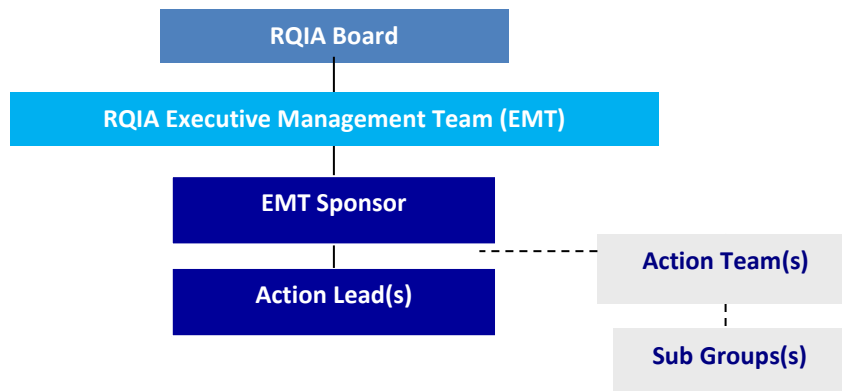 RQIA Board
RQIA Executive Management Team (EMT)
EMT Sponsor
Action Team(s)
Action Lead(s)
Sub Groups(s)